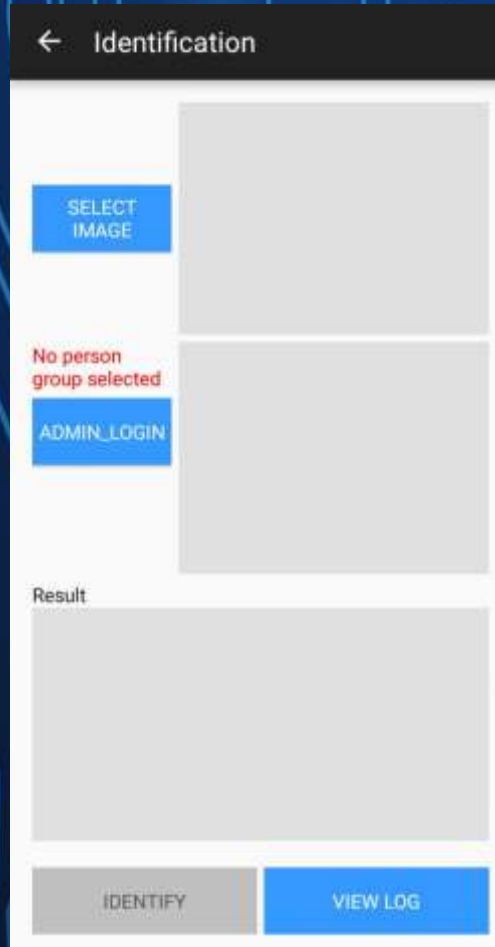 Identification
SELECT
IMAGE
No person
group selected
ADMIN_LOGIN
Result
IDENTIFY
VIEW LOG